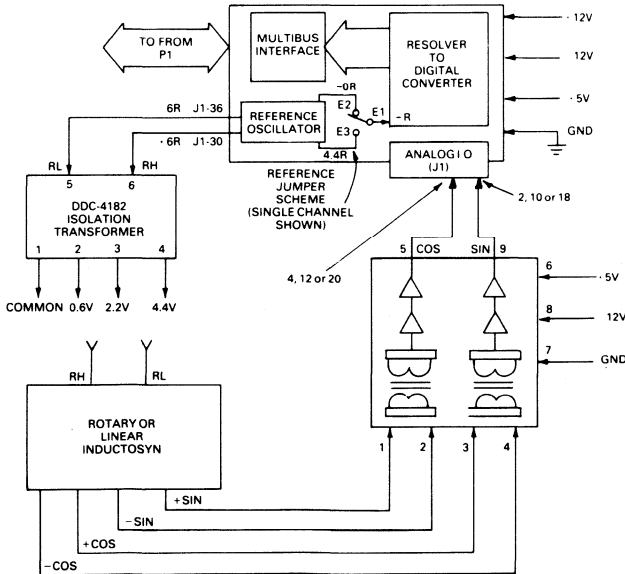 TO FROM
P1
MULTIBUS
INTERFACE
RESOLVER
TO
DIGITAL
CONVERTER
· 12V
12V
· 5V
GND
6R J1-36
· 6R J1-30
REFERENCE
OSCILLATOR
-0R
E2
E1
E3
-R
4.4R
REFERENCE
JUMPER
SCHEME
(SINGLE CHANNEL
SHOWN)
ANALOG I O
(J1)
2, 10 or 18
4, 12 or 20
RL
RH
5
6
DDC-4182
ISOLATION
TRANSFORMER
1 2 3 4
COMMON 0.6V 2.2V 4.4V
5 COS
SIN 9
6
· 5V
8
12V
7
GND
1 2 3 4
RH
RL
ROTARY OR
LINEAR
INDUCTOSYN
+SIN
-SIN
+COS
-COS